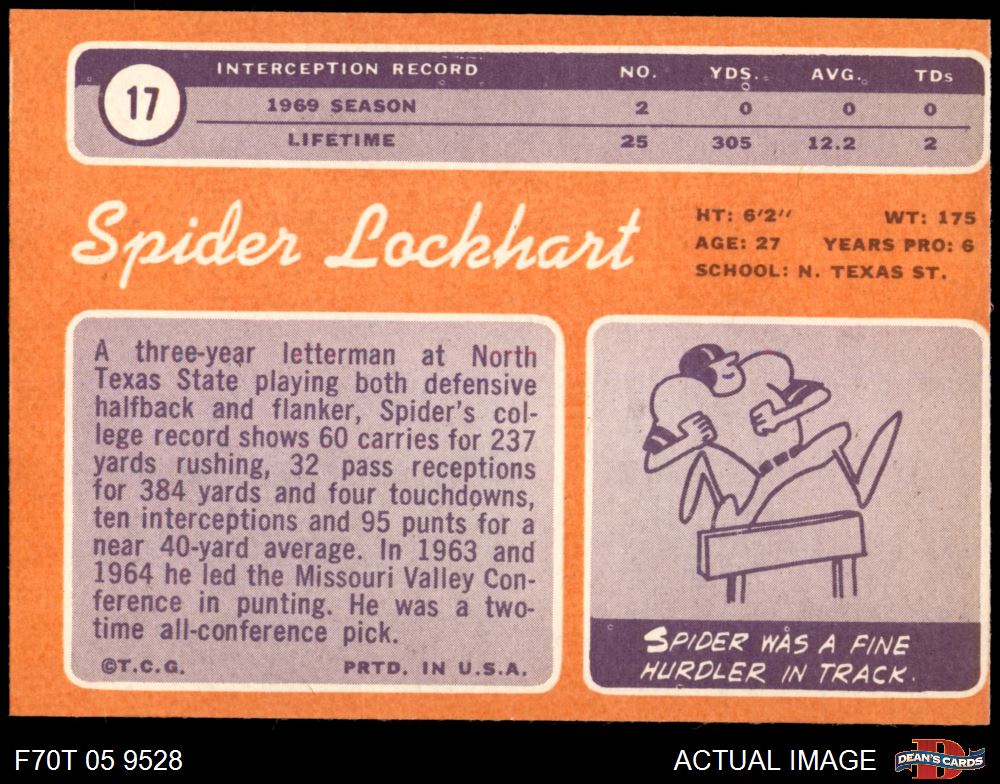 17
INTERCEPTION RECORD NO. YDS. AVG. TDs
1969 SEASON 2 0 0 0
LIFETIME 25 305 12.2 2
Spider Lockhart
HT: 6'2" WT: 175
AGE: 27 YEARS PRO: 6
SCHOOL: N. TEXAS ST.
A three-year letterman at North
Texas State playing both defensive
halfback and flanker, Spider's col-
lege record shows 60 carries for 237
yards rushing, 32 pass receptions
for 384 yards and four touchdowns,
ten interceptions and 95 punts for a
near 40-yard average. In 1963 and
1964 he led the Missouri Valley Con-
ference in punting. He was a two-
time all-conference pick.
©T.C.G. PRTD. IN U.S.A.
SPIDER WAS A FINE
HURDLER IN TRACK.
F70T 05 9528 ACTUAL IMAGE
D
DEAN'S CARDS